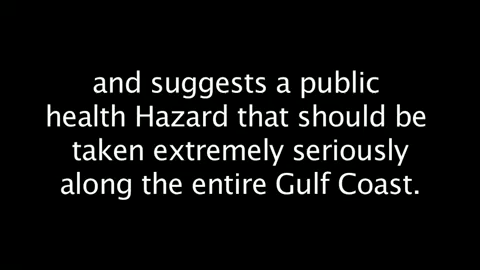 and suggests a public
health Hazard that should be
taken extremely seriously
along the entire Gulf Coast.